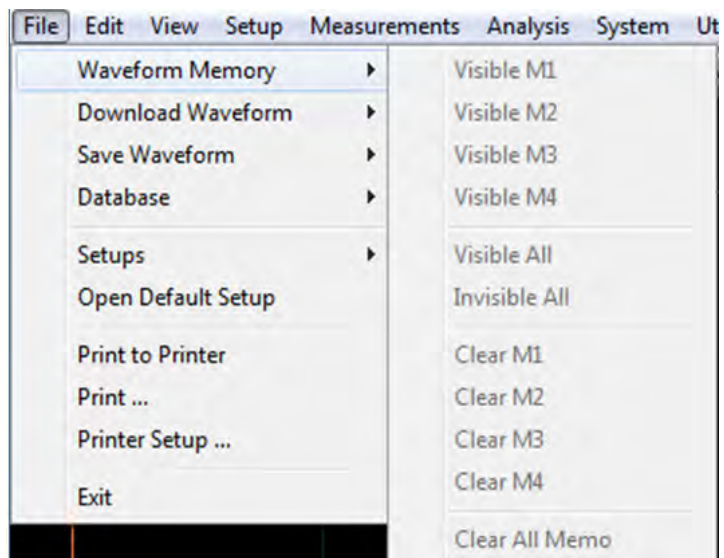 File Edit View Setup Measurements Analysis System Ut
Waveform Memory
Download Waveform
Save Waveform
Database
Setups
Open Default Setup
Print to Printer
Print ...
Printer Setup ...
Exit
Visible M1
Visible M2
Visible M3
Visible M4
Visible All
Invisible All
Clear M1
Clear M2
Clear M3
Clear M4
Clear All Memo